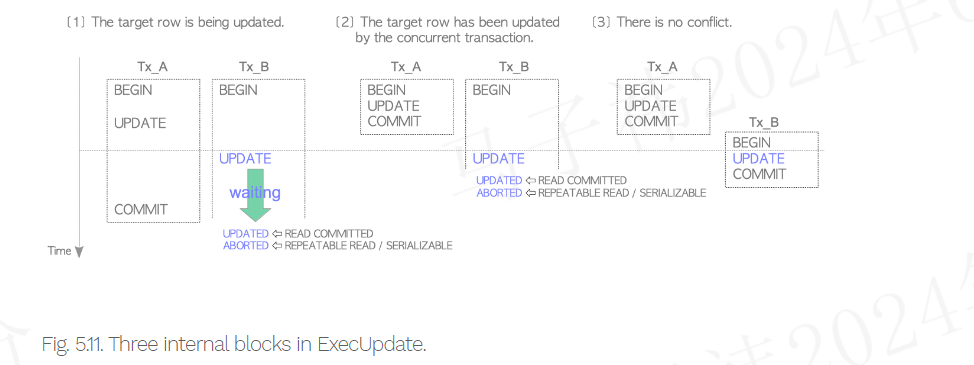 [1] The target row is being updated.
[2] The target row has been updated
by the concurrent transaction.
[3] There is no conflict.
Tx_A
Tx_B
BEGIN
UPDATE
COMMIT
BEGIN
UPDATE
waiting
UPDATED ⇦ READ COMMITTED
ABORTED ⇦ REPEATABLE READ / SERIALIZABLE
Tx_A
Tx_B
BEGIN
UPDATE
COMMIT
BEGIN
UPDATE
UPDATED ⇦ READ COMMITTED
ABORTED ⇦ REPEATABLE READ / SERIALIZABLE
Tx_A
BEGIN
UPDATE
COMMIT
Tx_B
BEGIN
UPDATE
COMMIT
Time
Fig. 5.11. Three internal blocks in ExecUpdate.